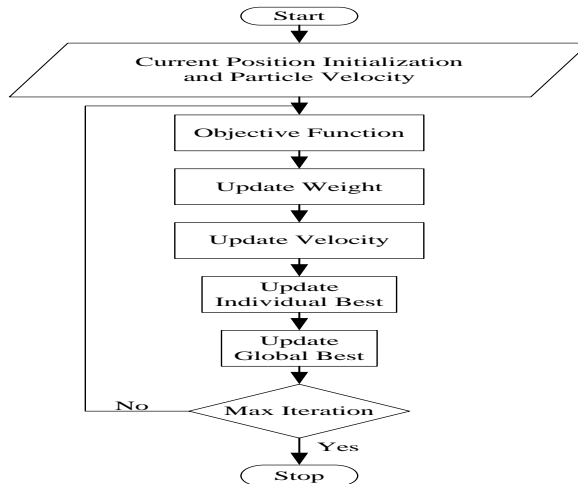 Start
Current Position Initialization
and Particle Velocity
Objective Function
Update Weight
Update Velocity
Update
Individual Best
Update
Global Best
No
Max Iteration
Yes
Stop